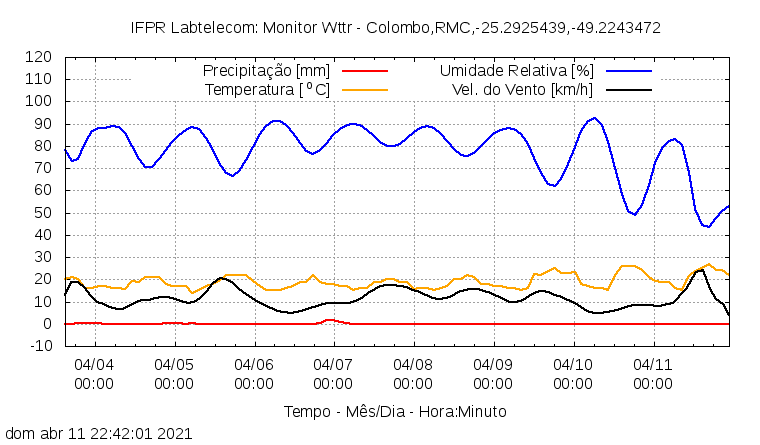 IFPR Labtelecom: Monitor Wttr - Colombo,RMC,-25.2925439,-49.2243472
120
110
100
90
80
70
60
50
40
30
20
10
0
-10
Precipitação [mm]
Temperatura [ ºC]
Umidade Relativa [%]
Vel. do Vento [km/h]
04/04 04/05 04/06 04/07 04/08 04/09 04/10 04/11
00:00 00:00 00:00 00:00 00:00 00:00 00:00 00:00
Tempo - Mês/Dia - Hora:Minuto
dom abr 11 22:42:01 2021